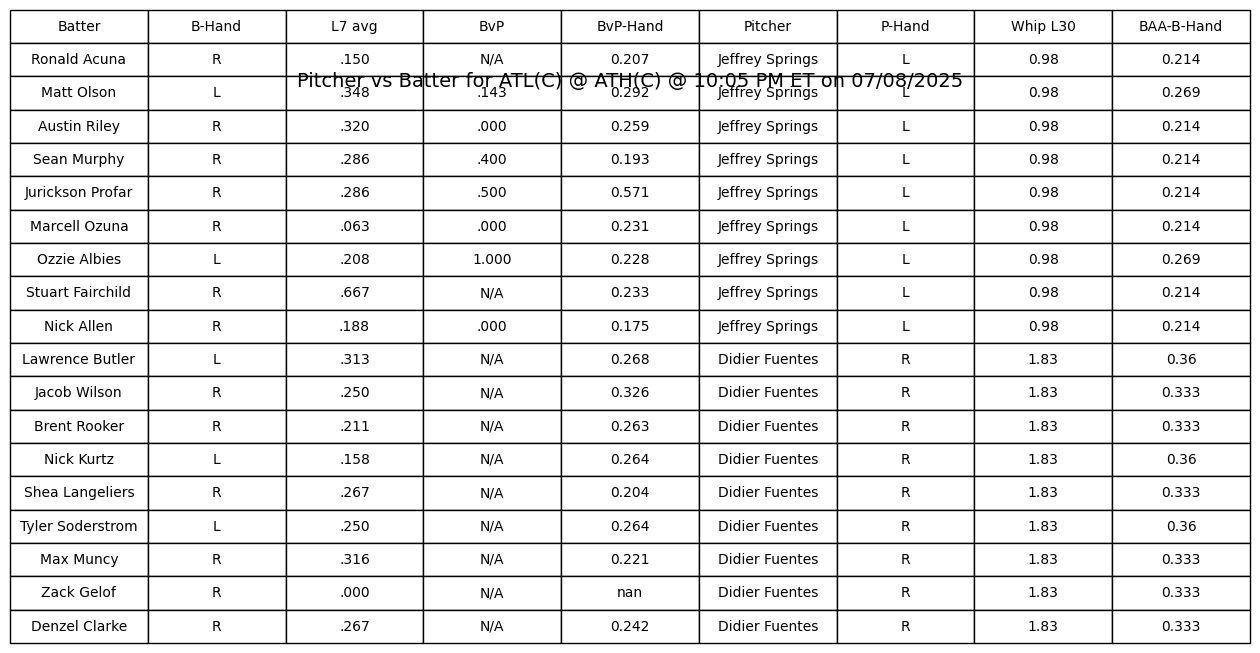 Batter B-Hand L7 avg BvP BvP-Hand Pitcher P-Hand Whip L30 BAA-B-Hand
Ronald Acuna R .150 N/A 0.207 Jeffrey Springs L 0.98 0.214
Pitcher vs Batter for ATL(C) @ ATH(C) @ 10:05 PM ET on 07/08/2025
Matt Olson L .348 .143 0.292 Jeffrey Springs L 0.98 0.269
Austin Riley R .320 .000 0.259 Jeffrey Springs L 0.98 0.214
Sean Murphy R .286 .400 0.193 Jeffrey Springs L 0.98 0.214
Jurickson Profar R .286 .500 0.571 Jeffrey Springs L 0.98 0.214
Marcell Ozuna R .063 .000 0.231 Jeffrey Springs L 0.98 0.214
Ozzie Albies L .208 1.000 0.228 Jeffrey Springs L 0.98 0.269
Stuart Fairchild R .667 N/A 0.233 Jeffrey Springs L 0.98 0.214
Nick Allen R .188 .000 0.175 Jeffrey Springs L 0.98 0.214
Lawrence Butler L .313 N/A 0.268 Didier Fuentes R 1.83 0.36
Jacob Wilson R .250 N/A 0.326 Didier Fuentes R 1.83 0.333
Brent Rooker R .211 N/A 0.263 Didier Fuentes R 1.83 0.333
Nick Kurtz L .158 N/A 0.264 Didier Fuentes R 1.83 0.36
Shea Langeliers R .267 N/A 0.204 Didier Fuentes R 1.83 0.333
Tyler Soderstrom L .250 N/A 0.264 Didier Fuentes R 1.83 0.36
Max Muncy R .316 N/A 0.221 Didier Fuentes R 1.83 0.333
Zack Gelof R .000 N/A nan Didier Fuentes R 1.83 0.333
Denzel Clarke R .267 N/A 0.242 Didier Fuentes R 1.83 0.333